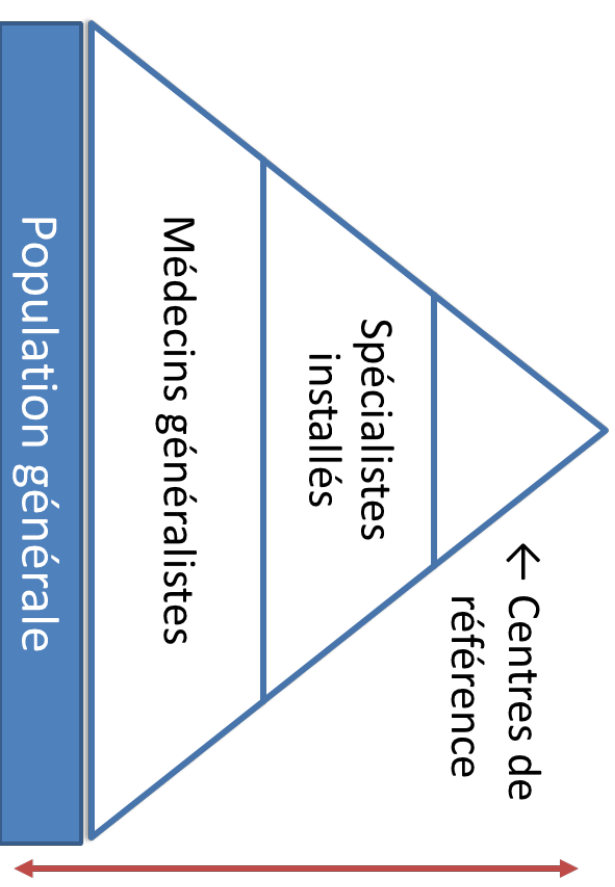 ← Centres de
référence
Spécialistes
installés
Médecins généralistes
Population générale